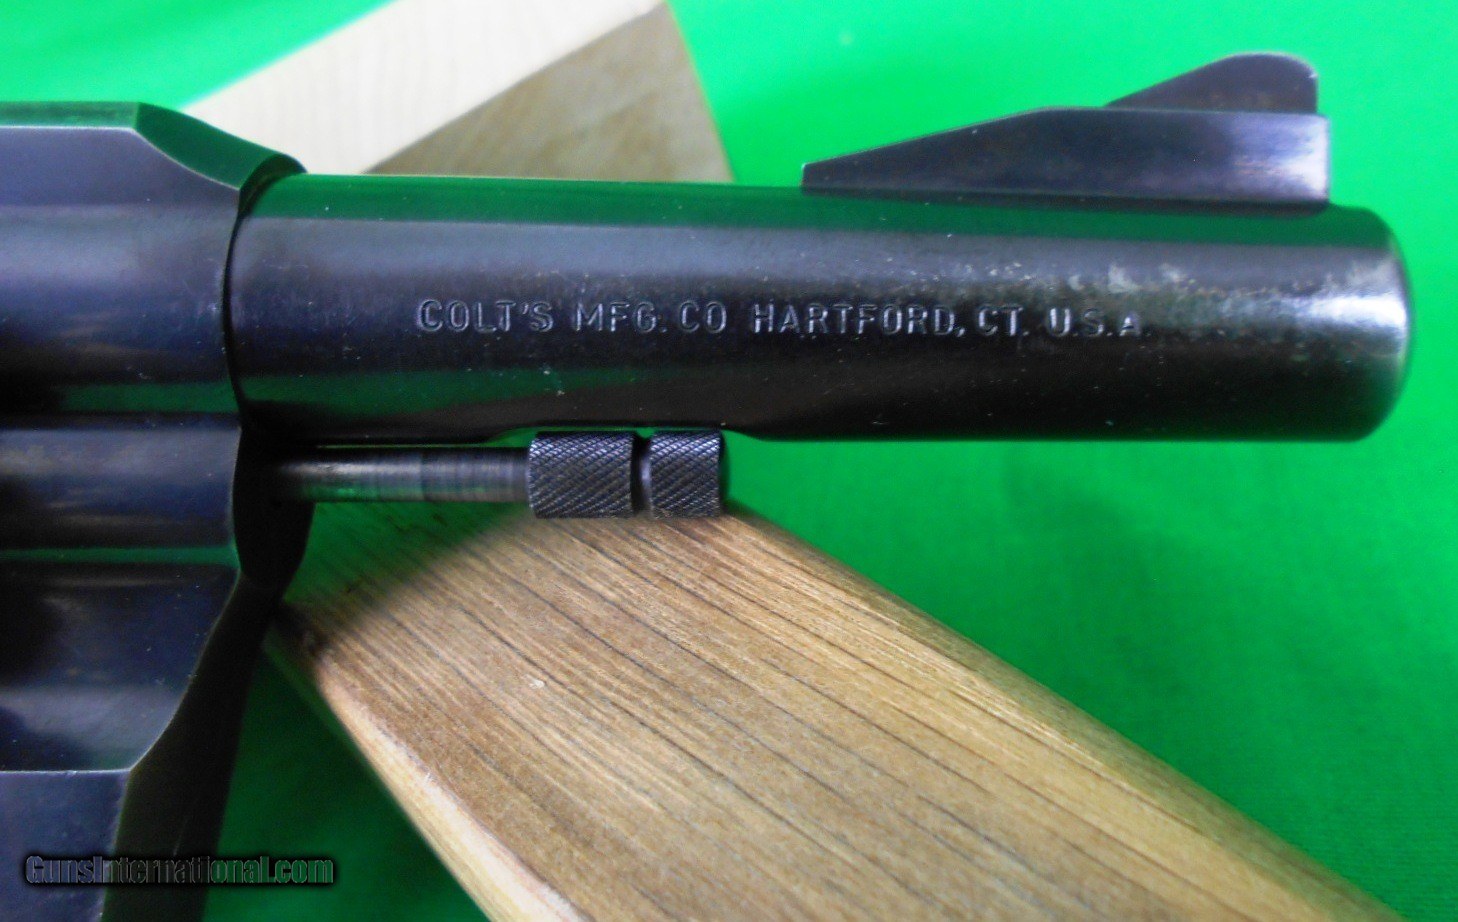 COLT'S MFG. CO HARTFORD, CT. U.S.A
GunsInternational.com